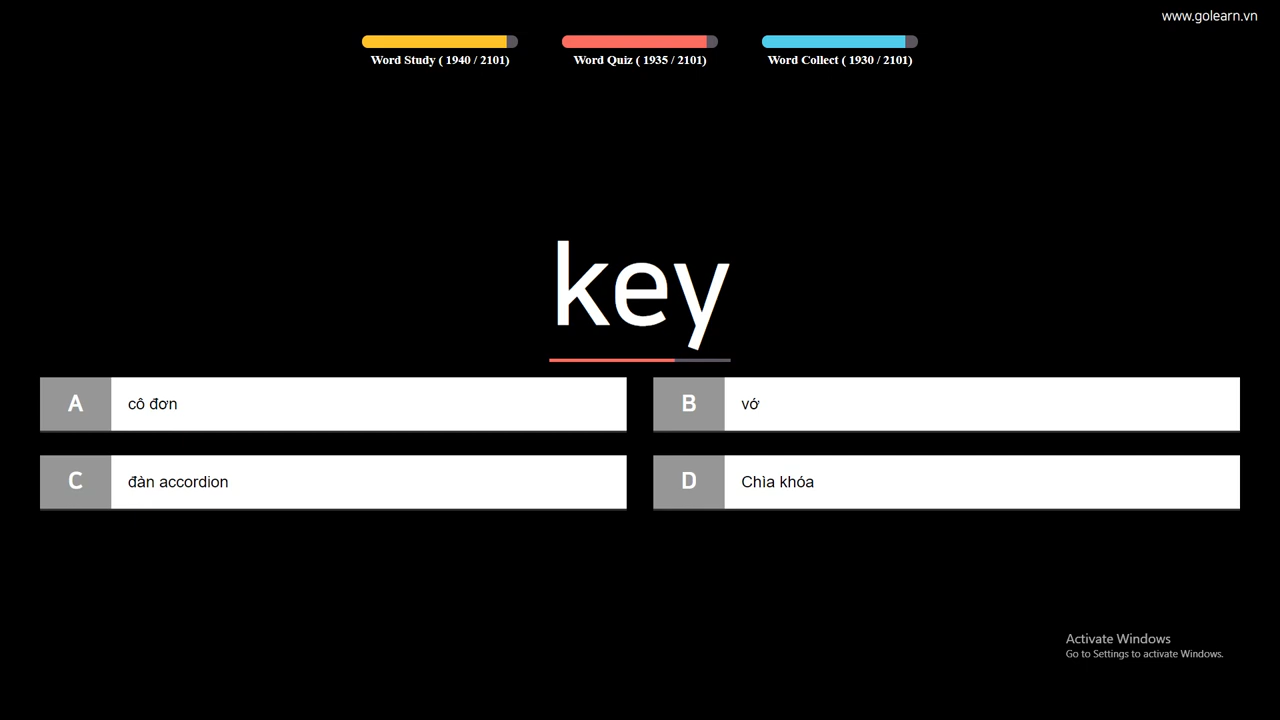 www.golearn.vn
Word Study ( 1940 / 2101)
Word Quiz ( 1935 / 2101)
Word Collect ( 1930 / 2101)
key
A cô đơn
B vớ
C đàn accordion
D Chìa khóa
Activate Windows
Go to Settings to activate Windows.